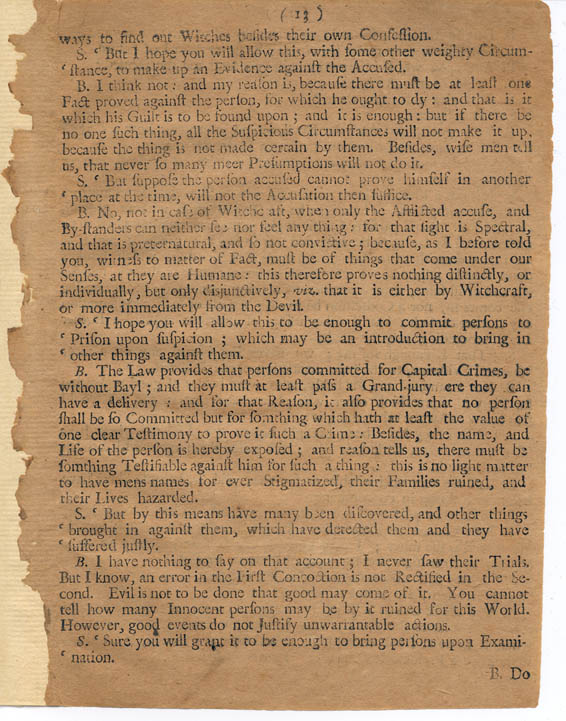 ( 13 )
ways to find out Witches beſides their own Confeſſion.
S. ‘ But I hope you will allow this, with ſome other weighty Circum-
‘ ſtance, to make up an Evidence againſt the Accuſed.
B. I think not : and my reaſon is, becauſe there muſt be at leaſt one
Fact proved againſt the perſon, for which he ought to dy : and that is it
which his Guilt is to be found upon ; and it is enough : but if there be
no one ſuch thing, all the Suſpicious Circumſtances will not make it up,
becauſe the thing is not made certain by them. Beſides, wiſe men tell
us, that never ſo many meer Preſumptions will not do it.
S. ‘ But ſuppoſe the perſon accuſed cannot prove himſelf in another
‘ place at the time, will not the Accuſation then ſuffice.
B. No, not in caſe of Witchc aft, when only the Afflicted accuſe, and
By-ſtanders can neither ſee nor feel any thing : for that ſight is Spectral,
and that is preternatural, and ſo not convictive ; becauſe, as I before told
you, witneſs to matter of Fact, muſt be of things that come under our
Senſes, at they are Humane : this therefore proves nothing diſtinctly, or
individually, but only disjunctively, viz. that it is either by Witchcraft,
or more immediately from the Devil.
S. ‘ I hope you will allow this to be enough to commit perſons to
‘ Priſon upon ſuſpicion ; which may be an introduction to bring in
‘ other things againſt them.
B. The Law provides that perſons committed for Capital Crimes, be
without Bayl ; and they muſt at leaſt paſs a Grand-jury ere they can
have a delivery : and for that Reaſon, it alſo provides that no perſon
ſhall be ſo Committed but for ſomthing which hath at leaſt the value of
one clear Teſtimony to prove it ſuch a Crime : Beſides, the name, and
Life of the perſon is hereby expoſed ; and reaſon tells us, there muſt be
ſomthing Teſtifiable againſt him for ſuch a thing : this is no light matter
to have mens names for ever Stigmatized, their Families ruined, and
their Lives hazarded.
S. ‘ But by this means have many been diſcovered, and other things
‘ brought in againſt them, which have detected them and they have
‘ ſuffered juſtly.
B. I have nothing to ſay on that account ; I never ſaw their Trials.
But I know, an error in the Firſt Concoction is not Rectified in the Se-
cond. Evil is not to be done that good may come of it. You cannot
tell how many Innocent perſons may be by it ruined for this World.
However, good events do not Juſtify unwarrantable actions.
S. ‘ Sure you will grant it to be enough to bring perſons upon Exami-
‘ nation.
B. Do